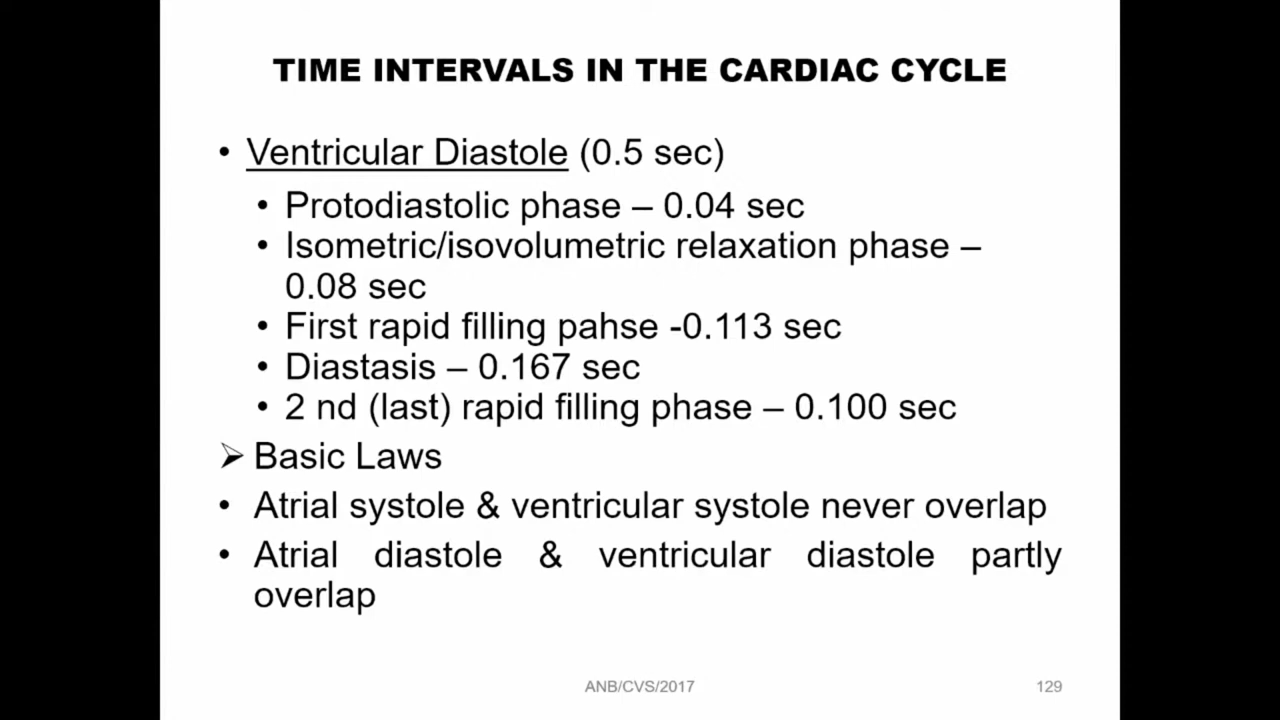 TIME INTERVALS IN THE CARDIAC CYCLE
• Ventricular Diastole (0.5 sec)
• Protodiastolic phase – 0.04 sec
• Isometric/isovolumetric relaxation phase –
0.08 sec
• First rapid filling pahse -0.113 sec
• Diastasis – 0.167 sec
• 2 nd (last) rapid filling phase – 0.100 sec
➢ Basic Laws
• Atrial systole & ventricular systole never overlap
• Atrial diastole & ventricular diastole partly
overlap
ANB/CVS/2017
129